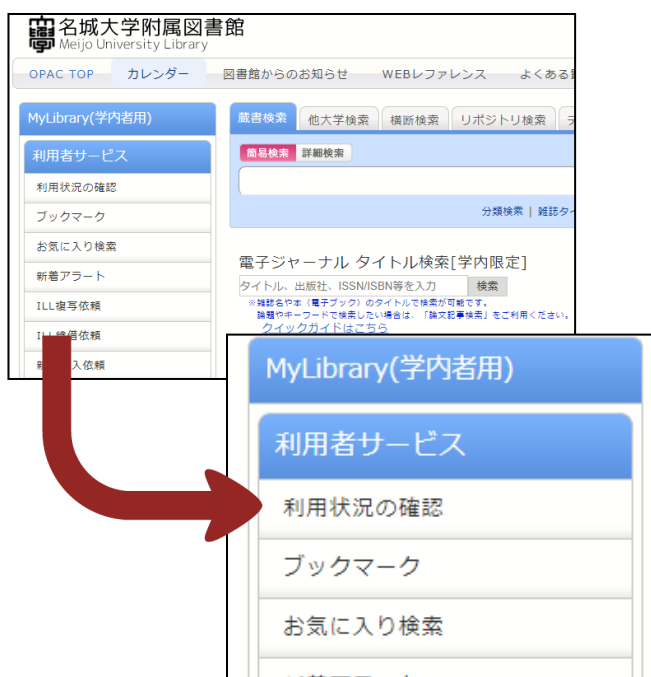 名城大学附属図書館
Meijo University Library
OPAC TOP カレンダー 図書館からのお知らせ WEBレファレンス よくある
MyLibrary(学内者用)
利用者サービス
利用状況の確認
ブックマーク
お気に入り検索
新着アラート
ILL複写依頼
ILL 借依頼
入依頼
蔵書検索 他大学検索 横断検索 リポジトリ検索
簡易検索 詳細検索
分類検索 | 雑誌タ
電子ジャーナル タイトル検索[学内限定]
タイトル、出版社、ISSN/ISBN等を入力 検索
※雑誌名や本(電子ブック)のタイトルで検索が可能です。
論題やキーワードで検索したい場合は、「論文記事検索」をご利用ください。
クイックガイドはこちら
MyLibrary(学内者用)
利用者サービス
利用状況の確認
ブックマーク
お気に入り検索